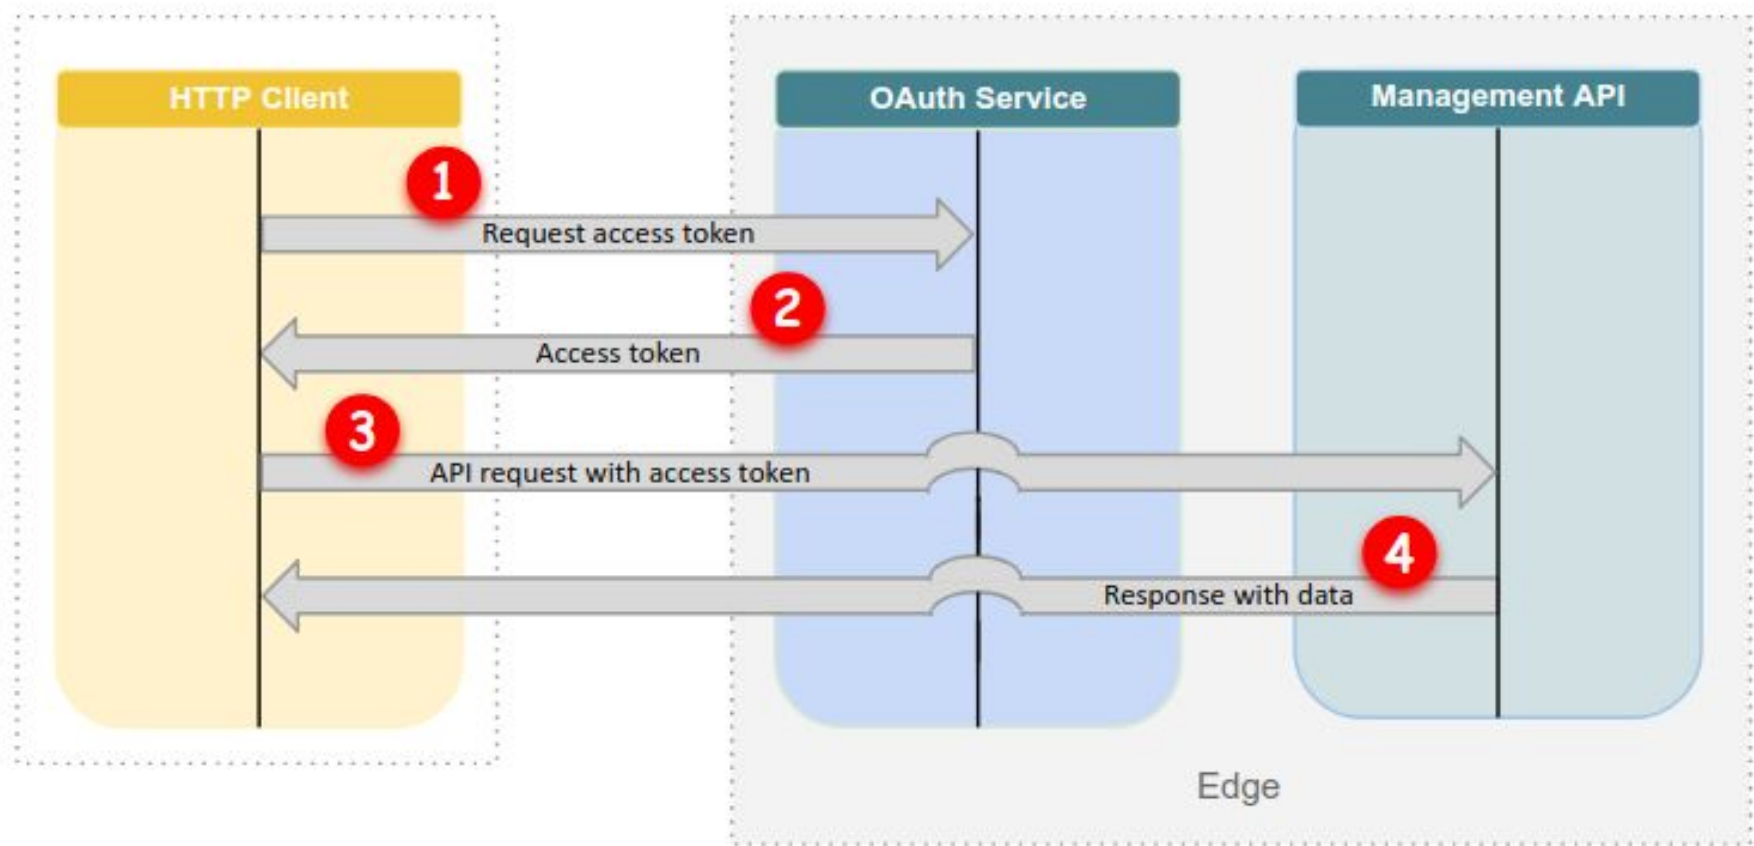 HTTP Client
OAuth Service
Management API
1
Request access token
2
Access token
3
API request with access token
4
Response with data
Edge